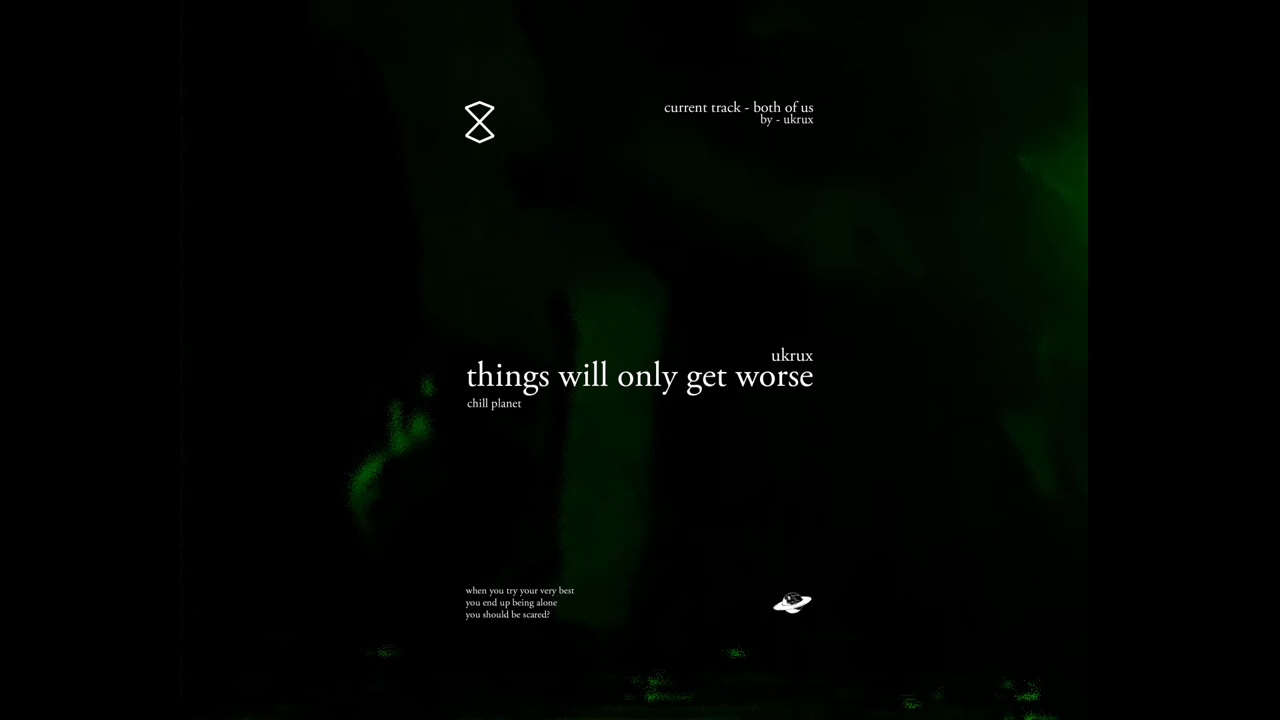 current track - both of us
by - ukrux
ukrux
things will only get worse
chill planet
when you try your very best
you end up being alone
you should be scared?